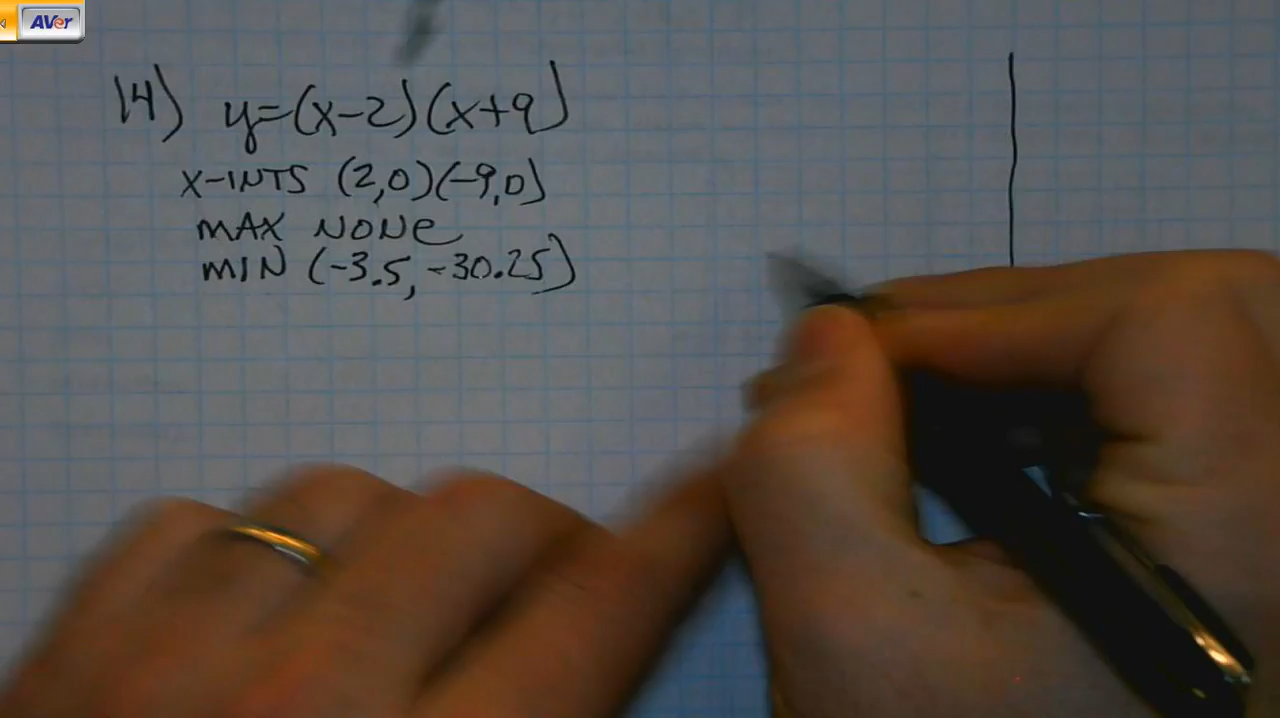 AVer
14) y=(x-2)(x+9)
x-INTS (2,0)(-9,0)
MAX NONE
MIN (-3.5, -30.25)